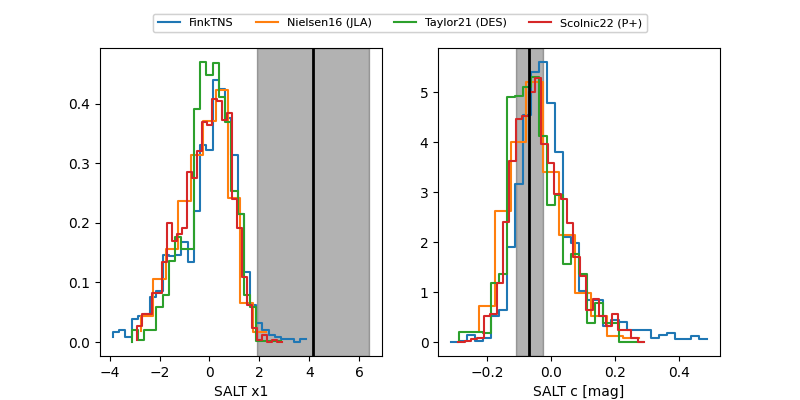 FinkTNS Nielsen16 (JLA) Taylor21 (DES) Scolnic22 (P+)
0.4
0.3
0.2
0.1
0.0
−4 −2 0 2 4 6
SALT x1
5
4
3
2
1
0
−0.2 0.0 0.2 0.4
SALT c [mag]